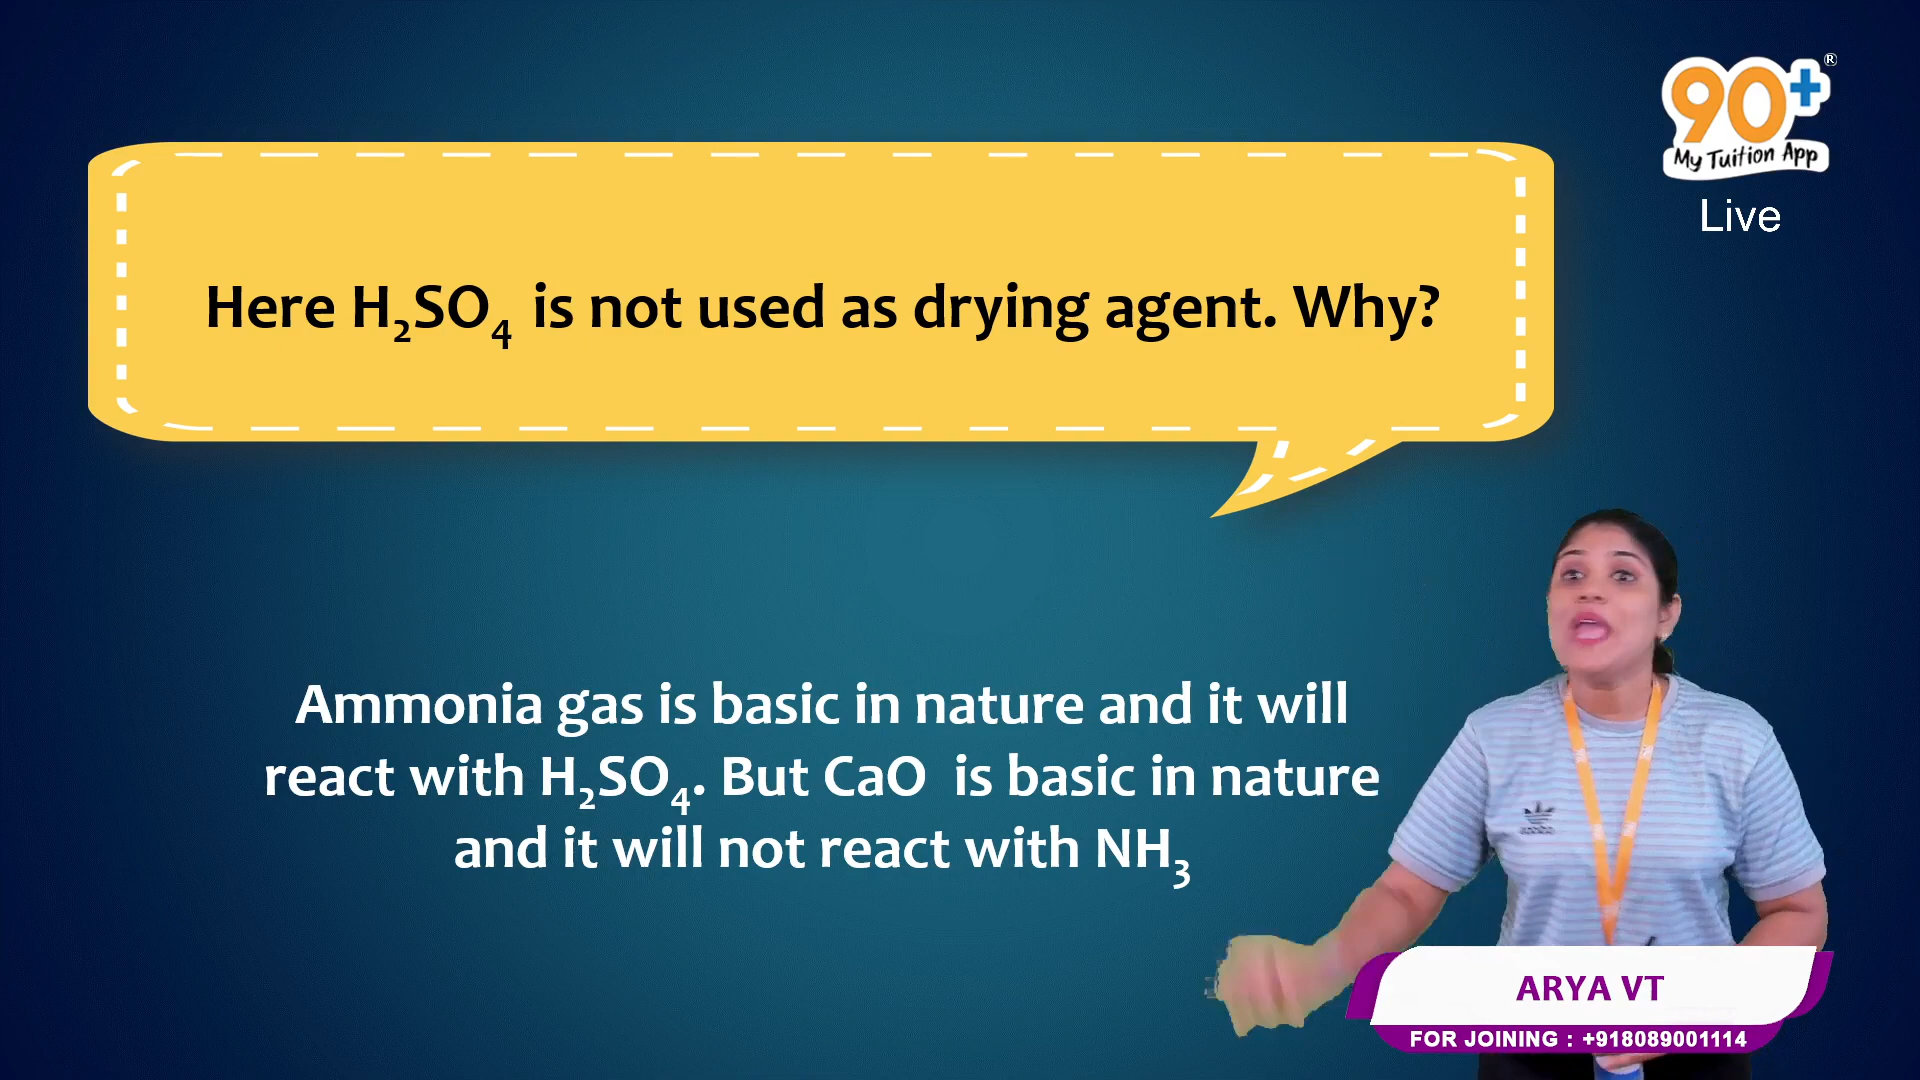 90+®
My Tuition App
Live
Here H₂SO₄ is not used as drying agent. Why?
Ammonia gas is basic in nature and it will
react with H₂SO₄. But CaO is basic in nature
and it will not react with NH₃
ARYA VT
FOR JOINING : +918089001114